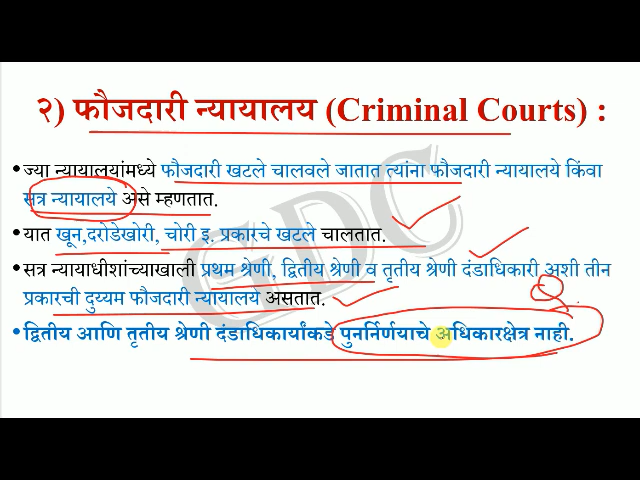 २) फौजदारी न्यायालय (Criminal Courts) :
•ज्या न्यायालयांमध्ये फौजदारी खटले चालवले जातात त्यांना फौजदारी न्यायालये किंवा
सत्र न्यायालये असे म्हणतात.
•यात खून,दरोडेखोरी, चोरी इ. प्रकारचे खटले चालतात.
•सत्र न्यायाधीशांच्याखाली प्रथम श्रेणी, द्वितीय श्रेणी व तृतीय श्रेणी दंडाधिकारी अशी तीन
प्रकारची दुय्यम फौजदारी न्यायालये असतात.
•द्वितीय आणि तृतीय श्रेणी दंडाधिकार्यांकडे पुनर्निर्णयाचे अधिकारक्षेत्र नाही.
GDC